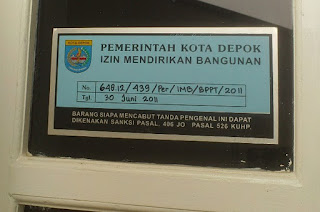 PEMERINTAH KOTA DEPOK
IZIN MENDIRIKAN BANGUNAN
No. 648.12 / 439 / Per / IMB / BPPT / 2011
Tgl. 30 Juni 2011
BARANG SIAPA MENCABUT TANDA PENGENAL INI DAPAT
DIKENAKAN SANKSI PASAL. 406 JO PASAL 526 KUHP.